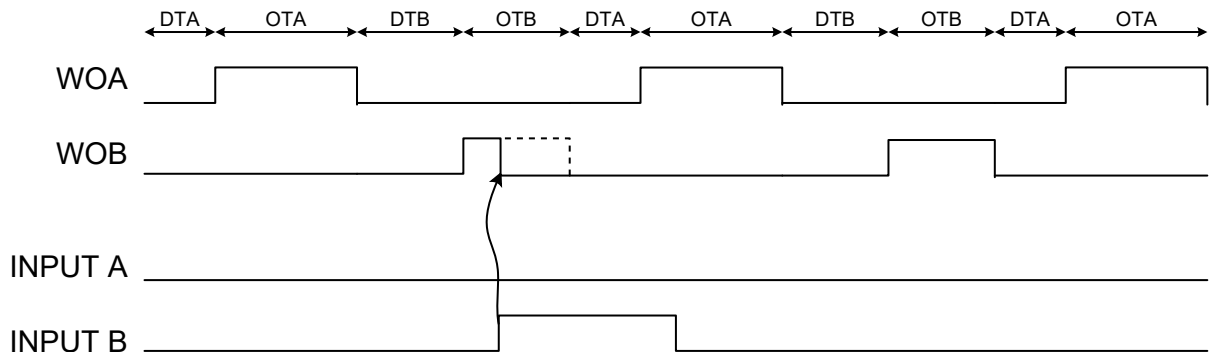 DTA OTA DTB OTB DTA OTA DTB OTB DTA OTA
WOA
WOB
INPUT A
INPUT B